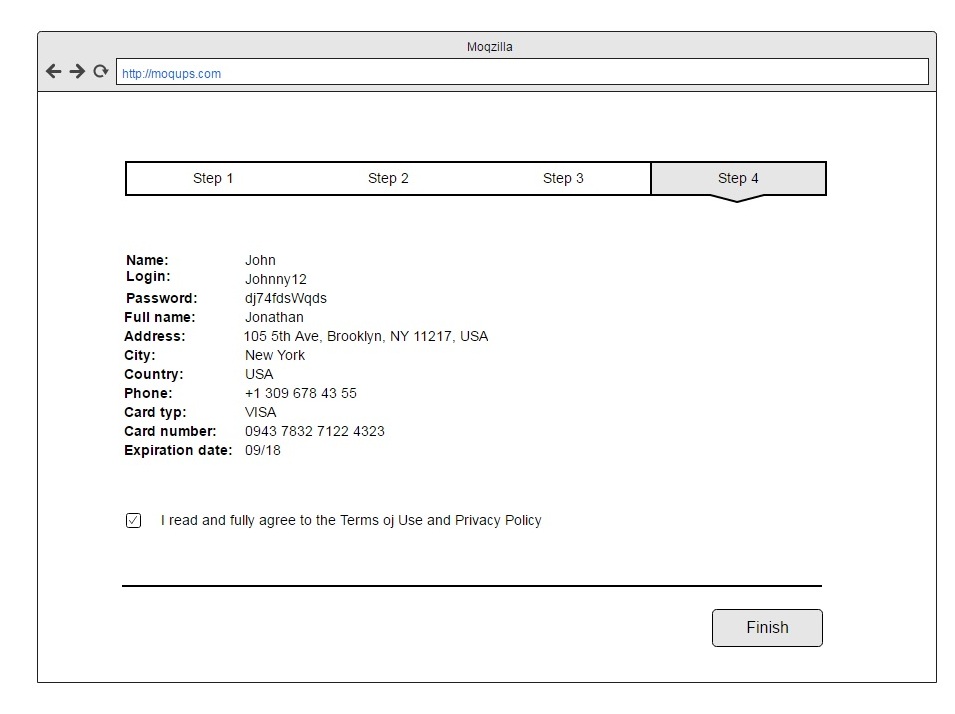 Moqzilla
http://moqups.com
Step 1 Step 2 Step 3 Step 4
Name: John
Login: Johnny12
Password: dj74fdsWqds
Full name: Jonathan
Address: 105 5th Ave, Brooklyn, NY 11217, USA
City: New York
Country: USA
Phone: +1 309 678 43 55
Card typ: VISA
Card number: 0943 7832 7122 4323
Expiration date: 09/18
I read and fully agree to the Terms oj Use and Privacy Policy
Finish